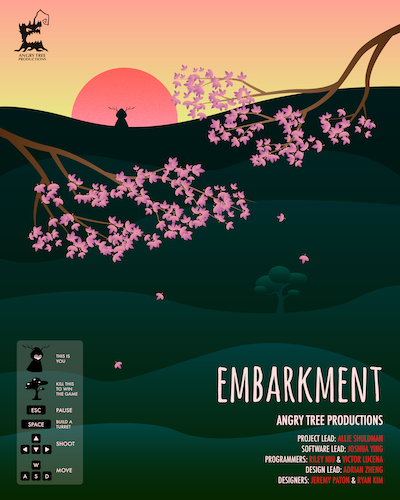 ANGRY TREE
PRODUCTIONS
THIS IS
YOU
KILL THIS
TO WIN
THE GAME
ESC PAUSE
SPACE BUILD A
TURRET
SHOOT
W
A S D MOVE
EMBARKMENT
ANGRY TREE PRODUCTIONS
PROJECT LEAD: ALLIE SHULDMAN
SOFTWARE LEAD: JOSHUA YING
PROGRAMMERS: RILEY NIU & VICTOR LUCENA
DESIGN LEAD: ADRIAN ZHENG
DESIGNERS: JEREMY PATON & RYAN KIM